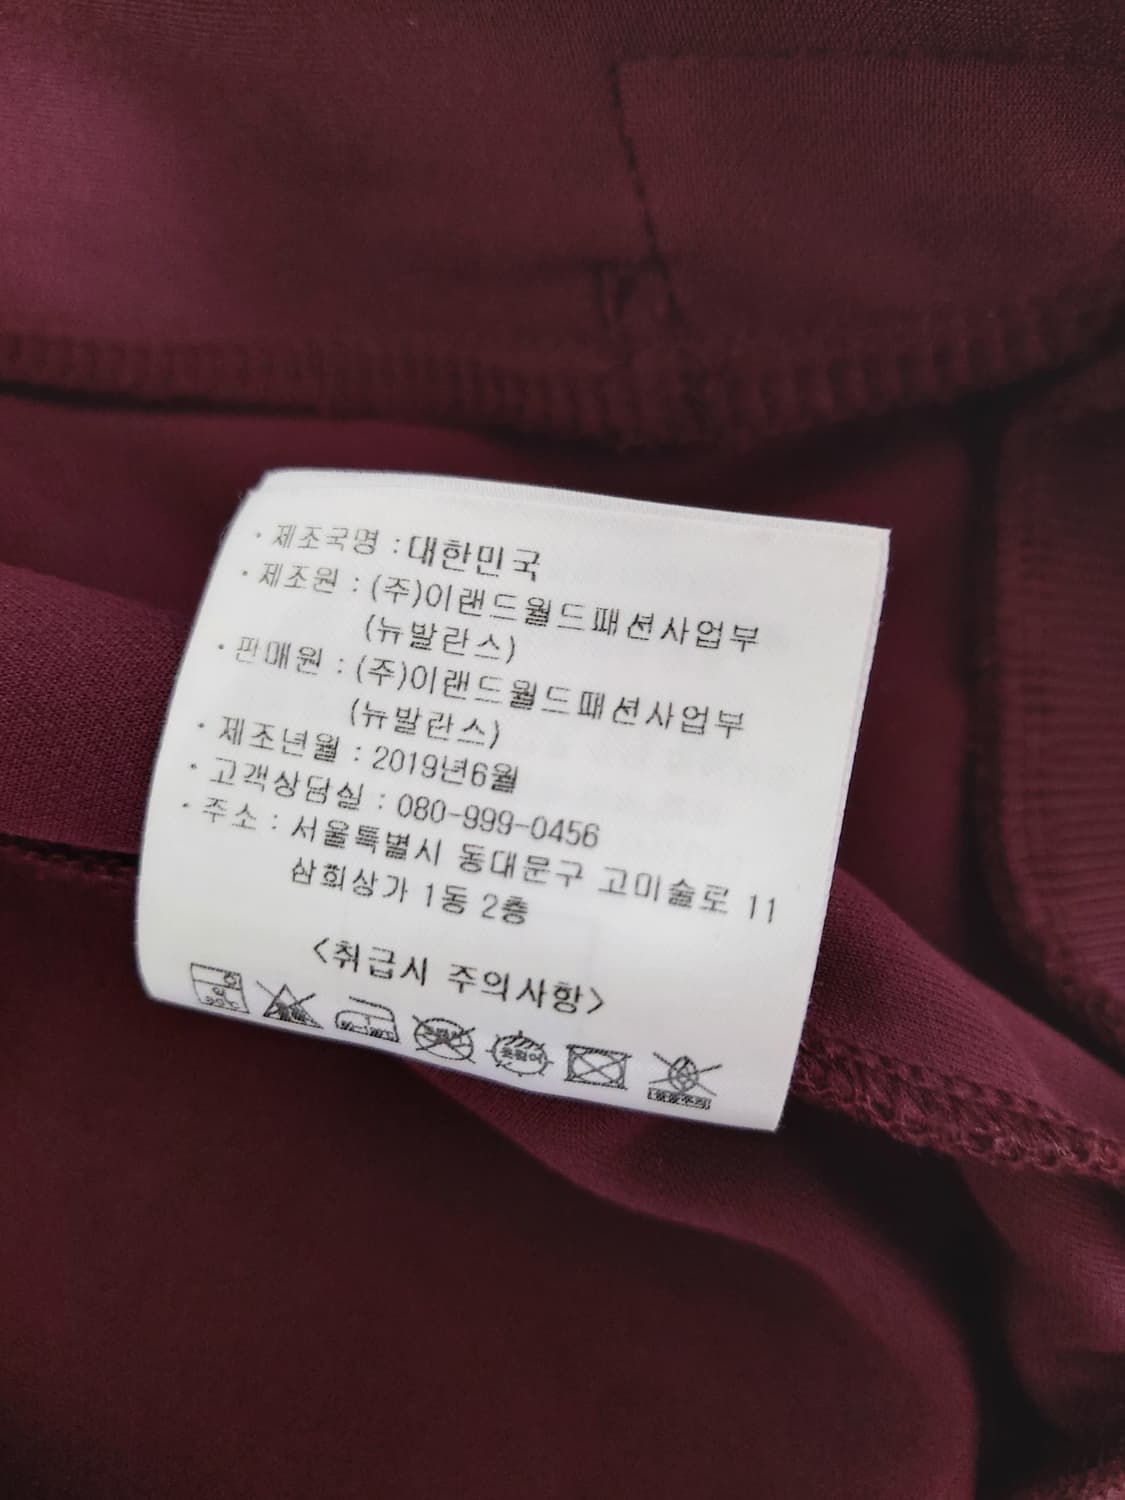 · 제조국명 : 대한민국
· 제조원 : (주)이랜드월드패션사업부
(뉴발란스)
· 판매원 : (주)이랜드월드패션사업부
(뉴발란스)
· 제조년월 : 2019년6월
· 고객상담실 : 080-999-0456
· 주소 : 서울특별시 동대문구 고미술로 11
삼희상가 1동 2층
<취급시 주의사항>